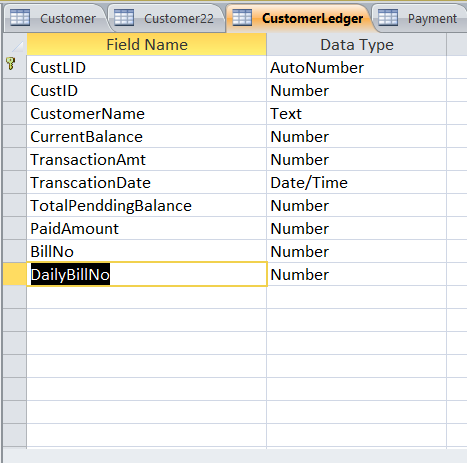 Customer Customer22 CustomerLedger Payment
Field Name Data Type
CustLID AutoNumber
CustID Number
CustomerName Text
CurrentBalance Number
TransactionAmt Number
TranscationDate Date/Time
TotalPenddingBalance Number
PaidAmount Number
BillNo Number
DailyBillNo Number